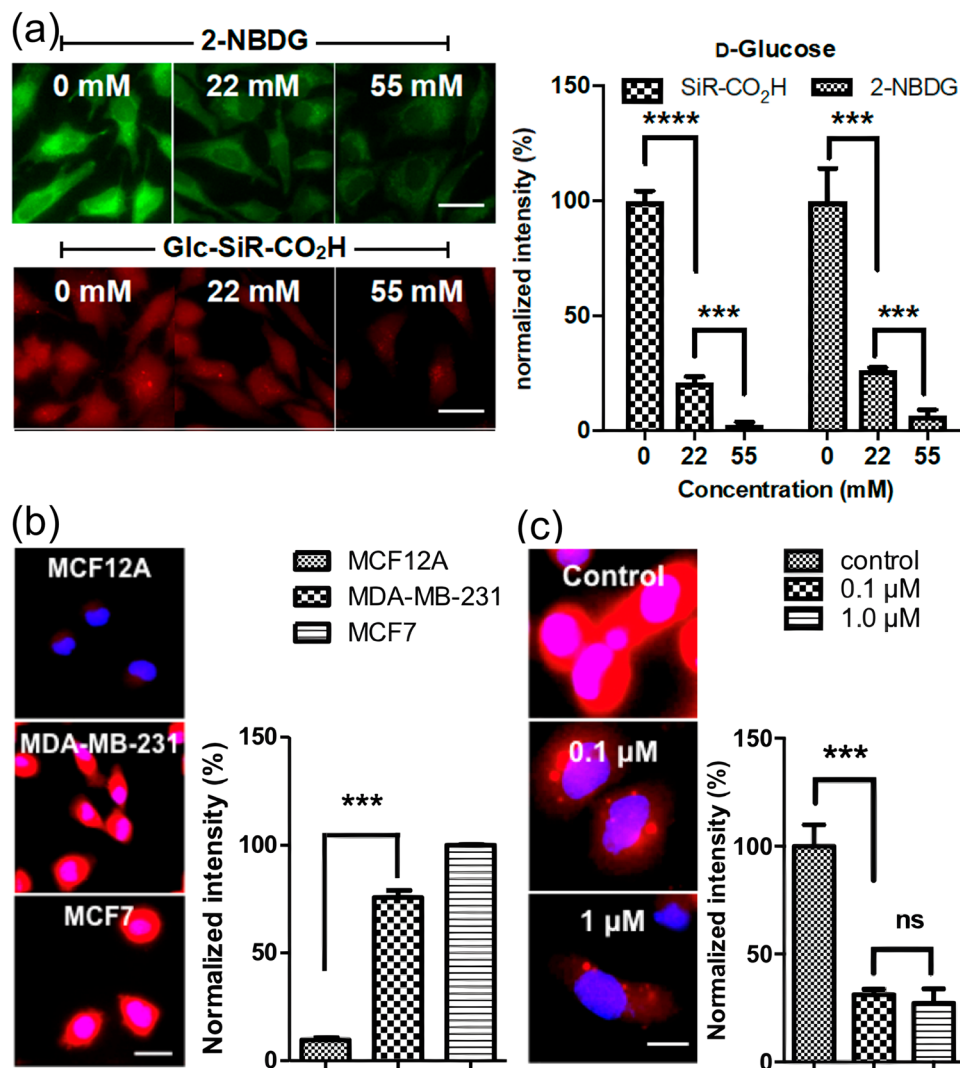 (a)
2-NBDG
0 mM 22 mM 55 mM
Glc-SiR-CO₂H
0 mM 22 mM 55 mM
D-Glucose
SiR-CO₂H 2-NBDG
normalized intensity (%)
150
100
50
0
**** ***
*** ***
0 22 55 0 22 55
Concentration (mM)
(b)
MCF12A
MDA-MB-231
MCF7
MCF12A
MDA-MB-231
MCF7
Normalized intensity (%)
150
100
50
0
***
(c)
Control
0.1 µM
1 µM
control
0.1 µM
1.0 µM
Normalized intensity (%)
150
100
50
0
***
ns